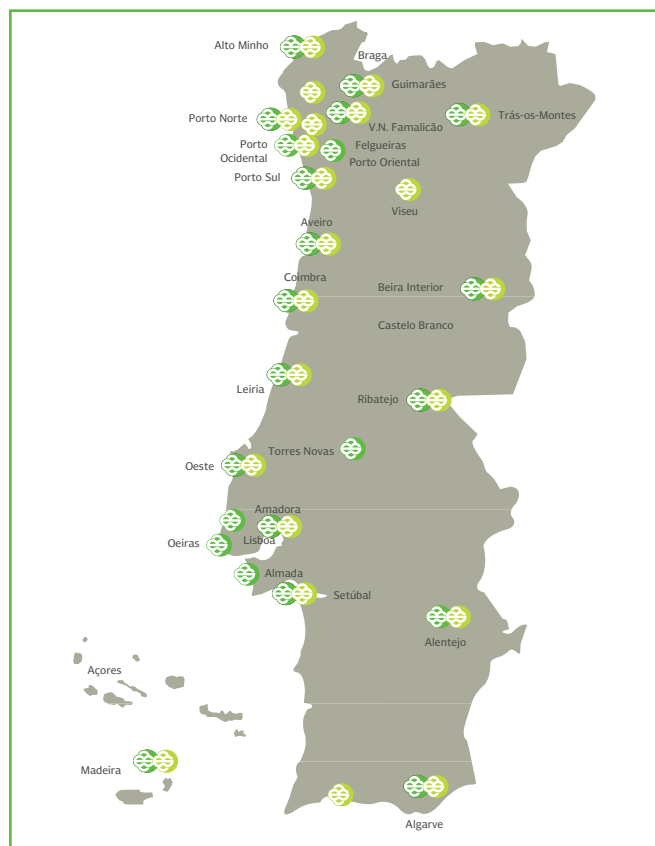 Alto Minho
Braga
Guimarães
Trás-os-Montes
Porto Norte
V.N. Famalicão
Porto
Ocidental
Felgueiras
Porto Oriental
Porto Sul
Viseu
Aveiro
Coimbra
Beira Interior
Castelo Branco
Leiria
Ribatejo
Torres Novas
Oeste
Amadora
Lisboa
Oeiras
Almada
Setúbal
Alentejo
Açores
Madeira
Algarve